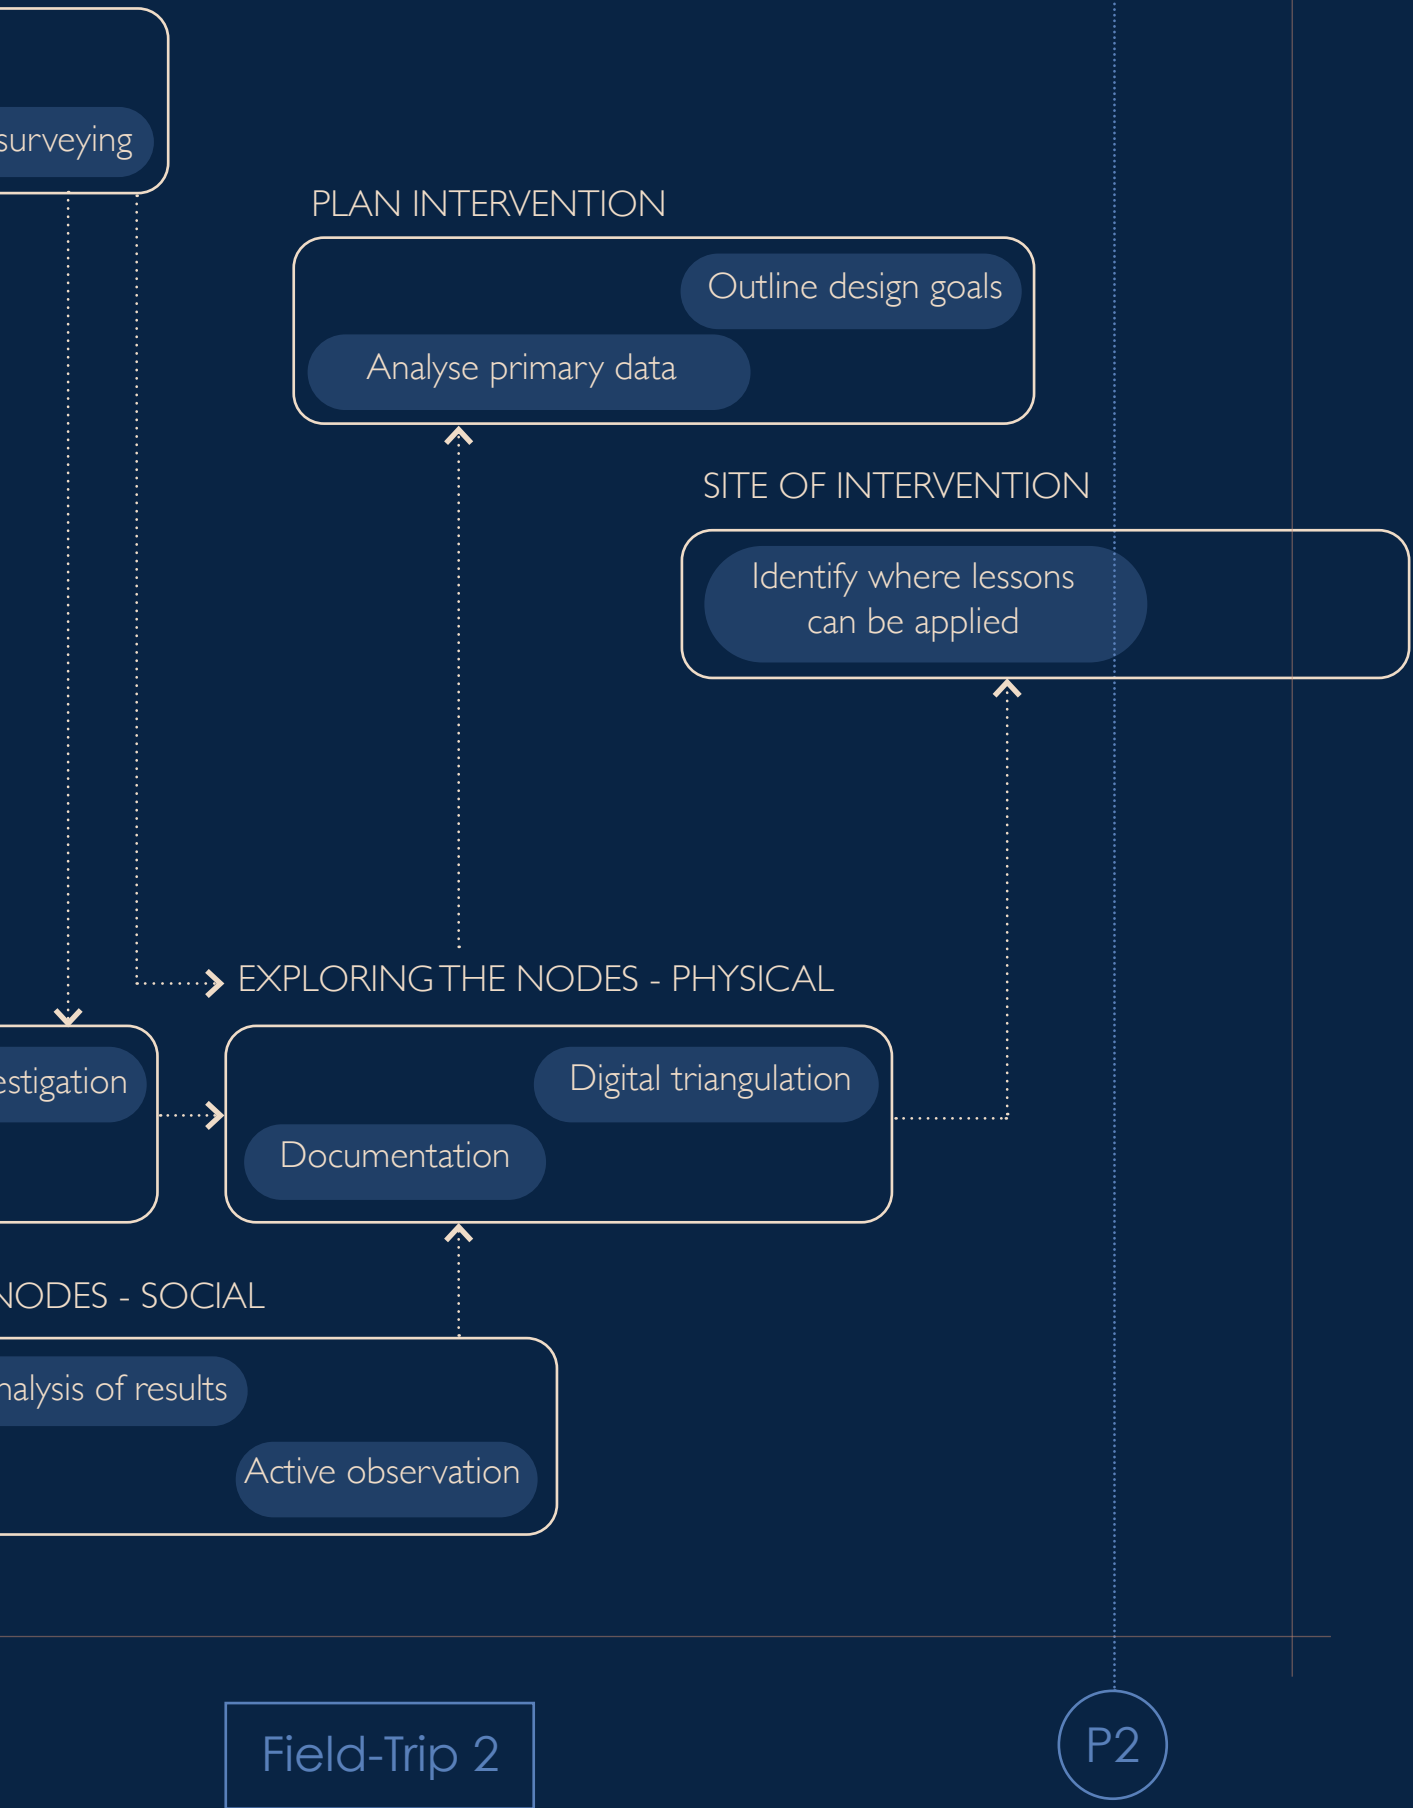 surveying
PLAN INTERVENTION
Outline design goals
Analyse primary data
SITE OF INTERVENTION
Identify where lessons
can be applied
EXPLORING THE NODES - PHYSICAL
estigation
Digital triangulation
Documentation
NODES - SOCIAL
nalysis of results
Active observation
Field-Trip 2
P2